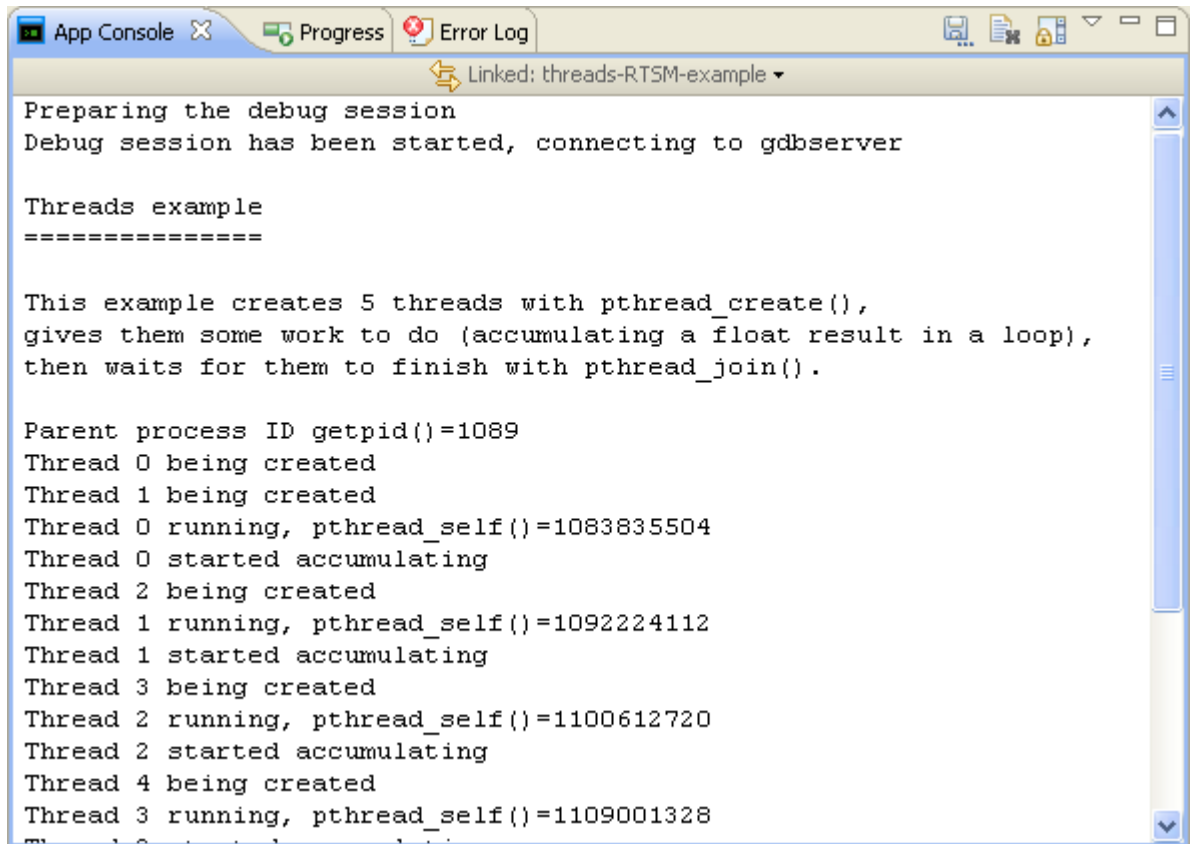 App Console
Progress
Error Log
Linked: threads-RTSM-example
Preparing the debug session
Debug session has been started, connecting to gdbserver
Threads example
===============
This example creates 5 threads with pthread_create(),
gives them some work to do (accumulating a float result in a loop),
then waits for them to finish with pthread_join().
Parent process ID getpid()=1089
Thread 0 being created
Thread 1 being created
Thread 0 running, pthread_self()=1083835504
Thread 0 started accumulating
Thread 2 being created
Thread 1 running, pthread_self()=1092224112
Thread 1 started accumulating
Thread 3 being created
Thread 2 running, pthread_self()=1100612720
Thread 2 started accumulating
Thread 4 being created
Thread 3 running, pthread_self()=1109001328